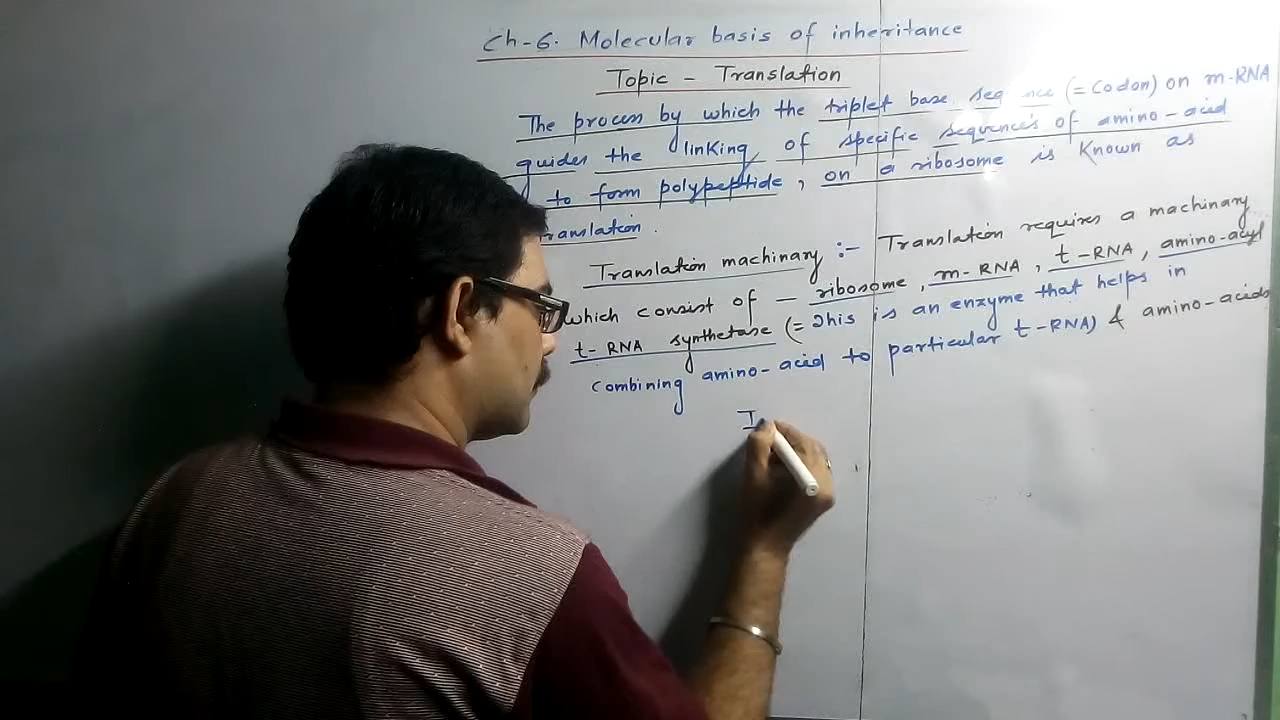 Ch-6. Molecular basis of inheritance
Topic - Translation
The process by which the triplet base (= Codon) on m-RNA
guides the linking of specific sequences of amino-acid
to form polypeptide, on a ribosome is known as
ranslation.
Translation machinary :- Translation requires a machinary
which consist of - ribosome, m-RNA, t-RNA, amino-acyl
t-RNA synthetase (= This is an enzyme that helps in
combining amino-acid to particular t-RNA) & amino-acids
I